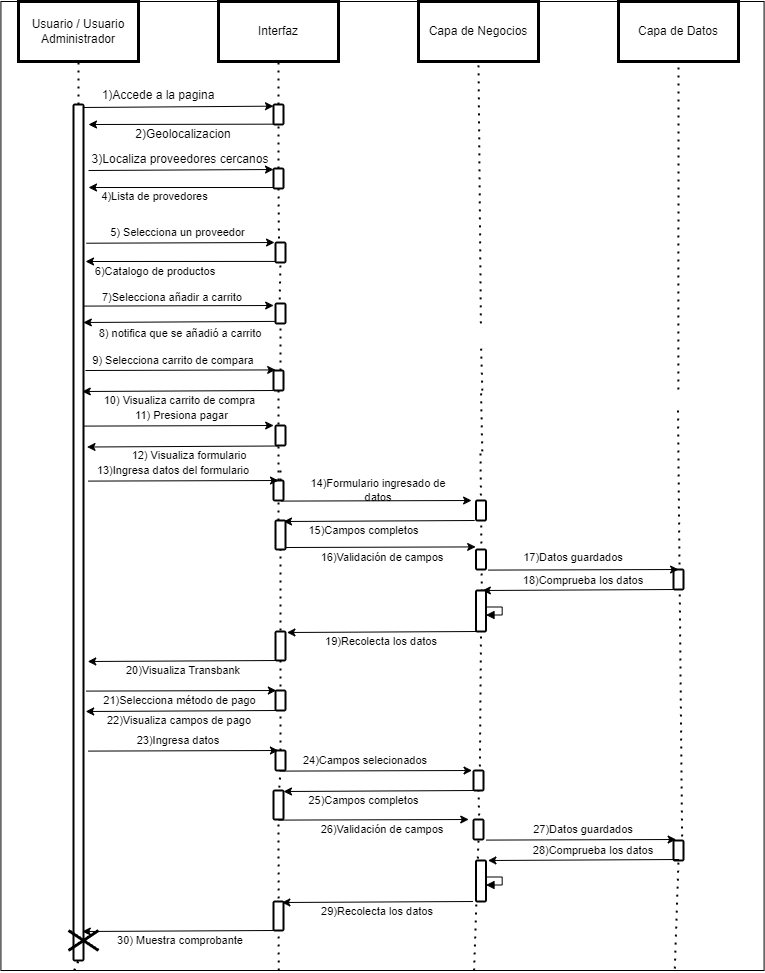 Usuario / Usuario
Administrador
Interfaz
Capa de Negocios
Capa de Datos
1)Accede a la pagina
2)Geolocalizacion
3)Localiza proveedores cercanos
4)Lista de provedores
5) Selecciona un proveedor
6)Catalogo de productos
7)Selecciona añadir a carrito
8) notifica que se añadió a carrito
9) Selecciona carrito de compara
10) Visualiza carrito de compra
11) Presiona pagar
12) Visualiza formulario
13)Ingresa datos del formulario
14)Formulario ingresado de
datos
15)Campos completos
16)Validación de campos
17)Datos guardados
18)Comprueba los datos
19)Recolecta los datos
20)Visualiza Transbank
21)Selecciona método de pago
22)Visualiza campos de pago
23)Ingresa datos
24)Campos selecionados
25)Campos completos
26)Validación de campos
27)Datos guardados
28)Comprueba los datos
29)Recolecta los datos
30) Muestra comprobante